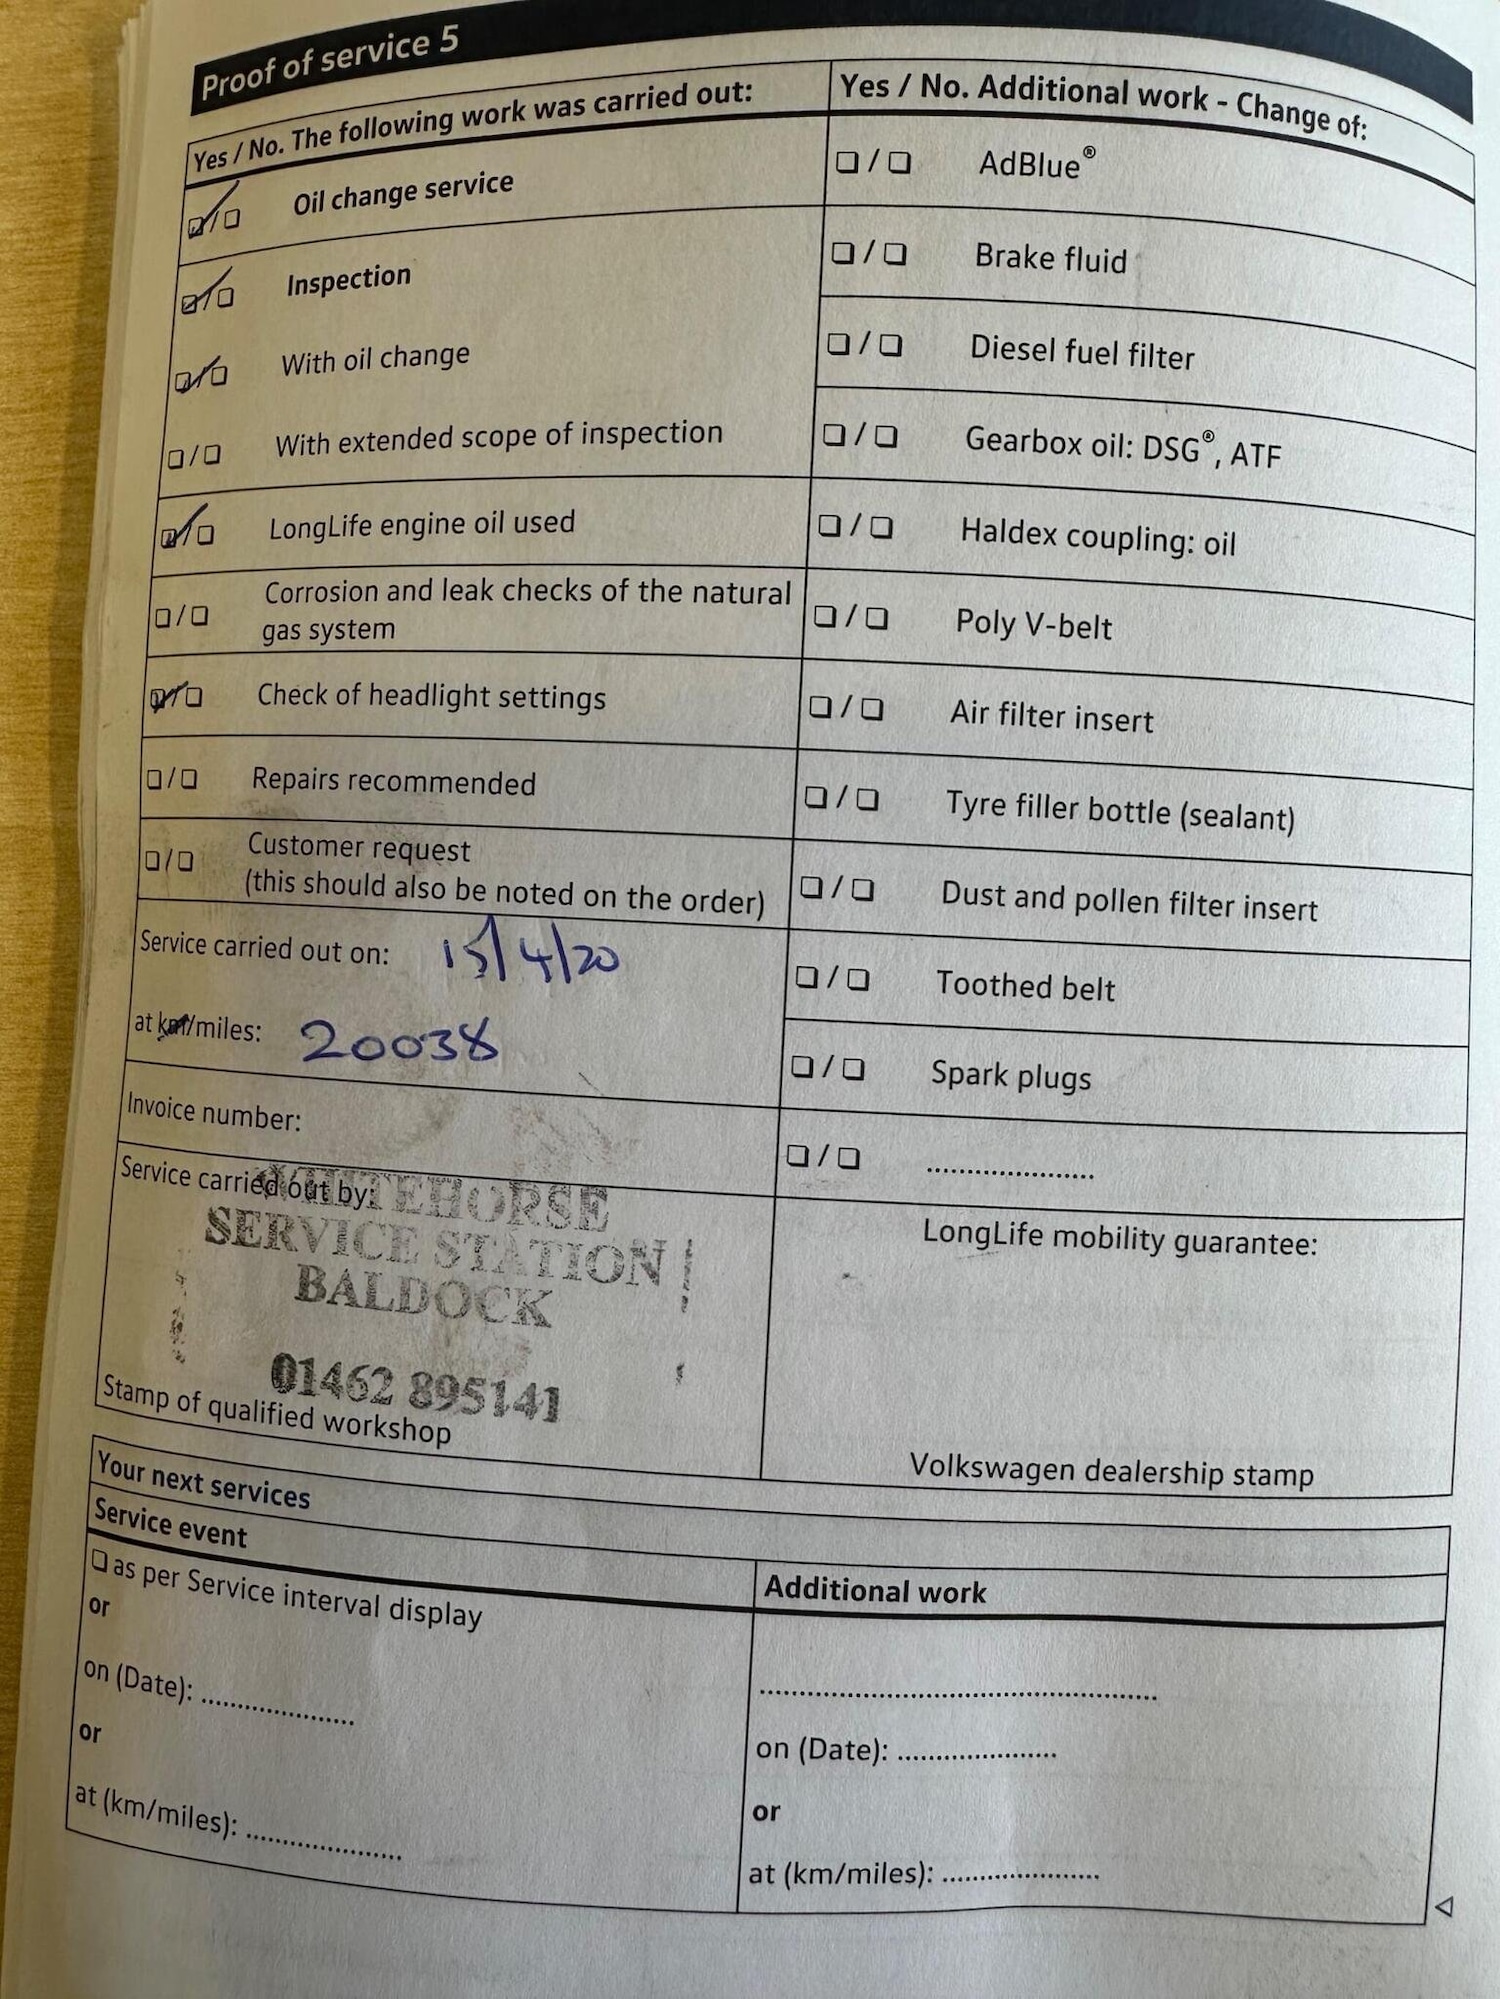 Proof of service 5
Yes / No. The following work was carried out:
☑/❑ Oil change service
☑/❑ Inspection
☑/❑ With oil change
❑/❑ With extended scope of inspection
☑/❑ LongLife engine oil used
❑/❑ Corrosion and leak checks of the natural
gas system
☑/❑ Check of headlight settings
❑/❑ Repairs recommended
❑/❑ Customer request
(this should also be noted on the order)
Service carried out on: 15/4/20
at km/miles: 20038
Invoice number:
Service carried out by:
WHITEHORSE
SERVICE STATION
BALDOCK
01462 895141
Stamp of qualified workshop
Yes / No. Additional work - Change of:
❑/❑ AdBlue®
❑/❑ Brake fluid
❑/❑ Diesel fuel filter
❑/❑ Gearbox oil: DSG®, ATF
❑/❑ Haldex coupling: oil
❑/❑ Poly V-belt
❑/❑ Air filter insert
❑/❑ Tyre filler bottle (sealant)
❑/❑ Dust and pollen filter insert
❑/❑ Toothed belt
❑/❑ Spark plugs
❑/❑ .....................
LongLife mobility guarantee:
Volkswagen dealership stamp
Your next services
Service event
❑ as per Service interval display
or
on (Date): ....................
or
at (km/miles): ....................
Additional work
..................................................
on (Date): ....................
or
at (km/miles): ....................